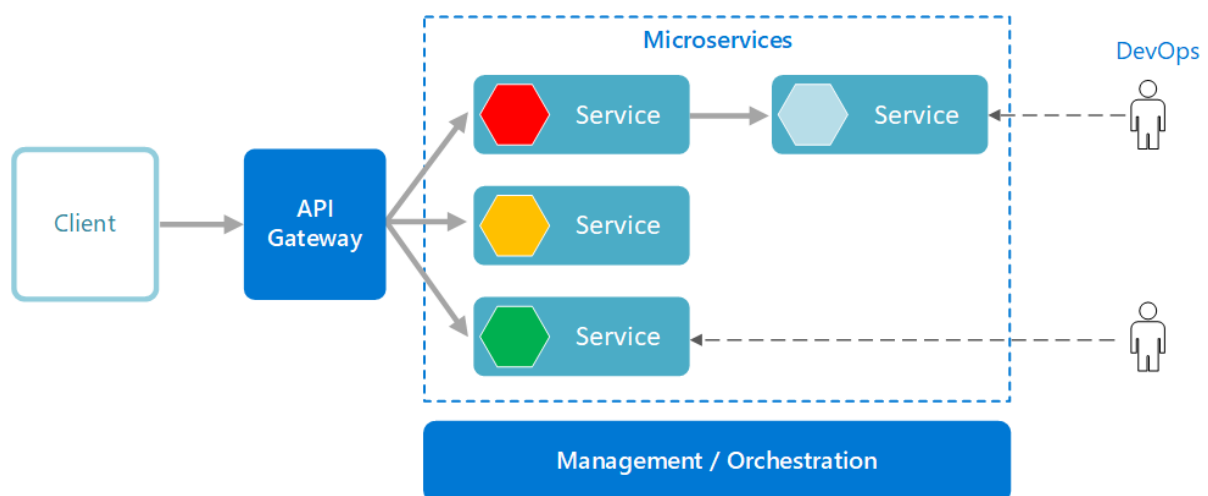 Microservices
DevOps
Service
Service
Client
API
Gateway
Service
Service
Management / Orchestration